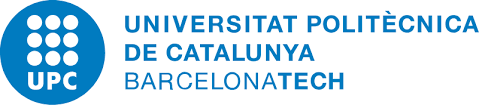 UPC
UNIVERSITAT POLITÈCNICA
DE CATALUNYA
BARCELONATECH